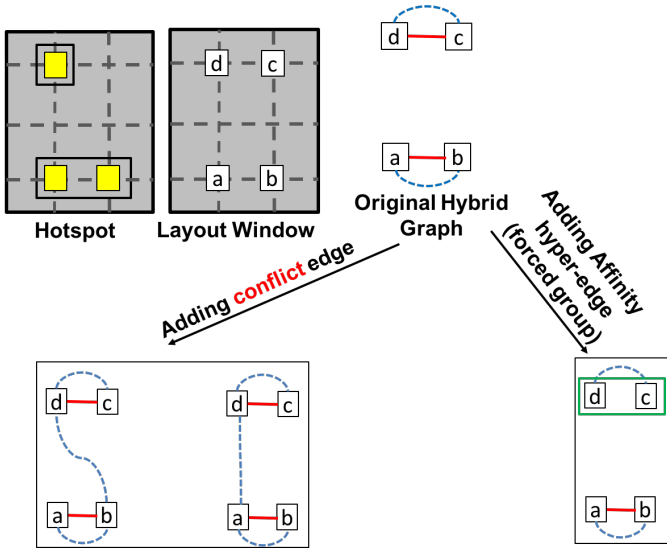 d c
d c
a b
a b
Hotspot Layout Window
Original Hybrid
Graph
Adding conflict edge
Adding Affinity
hyper-edge
(forced group)
d c d c
d c
a b a b
a b